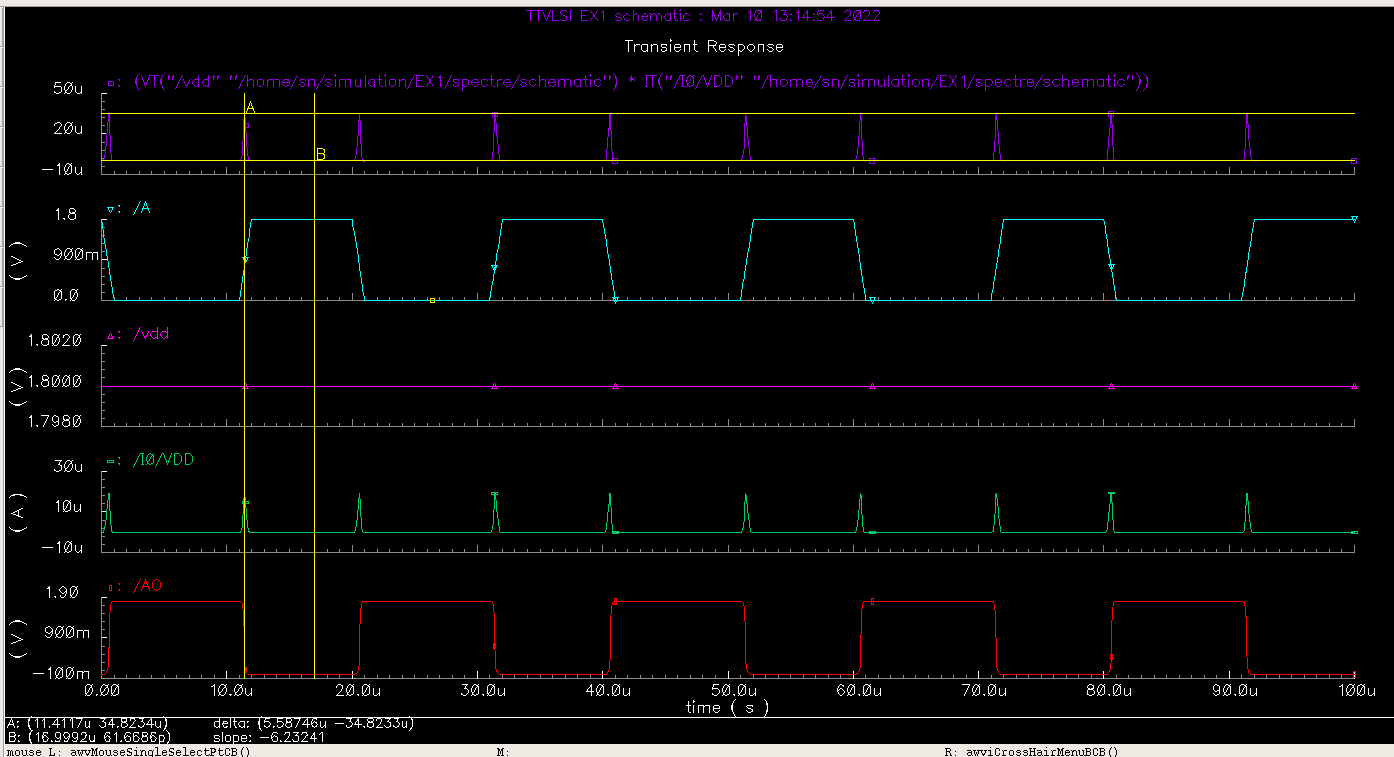 TTVLSI EX1 schematic : Mar 10 13:14:54 2022
Transient Response
: (VT("/vdd" "/home/sn/simulation/EX1/spectre/schematic") * IT("/I0/VDD" "/home/sn/simulation/EX1/spectre/schematic"))
50u
20u
-10u
A
B
: /A
1.8
900m
0.0
( V )
: /vdd
1.8020
1.8000
1.7980
( V )
: /I0/VDD
30u
10u
-10u
( A )
: /AO
1.90
900m
-100m
( V )
0.00 10.0u 20.0u 30.0u 40.0u 50.0u 60.0u 70.0u 80.0u 90.0u 100u
time ( s )
A: (11.4117u 34.8234u) delta: (5.58746u -34.8233u)
B: (16.9992u 61.6686p) slope: -6.23241
mouse L: awvMouseSingleSelectPtCB() M: R: awviCrossHairMenuBCB()